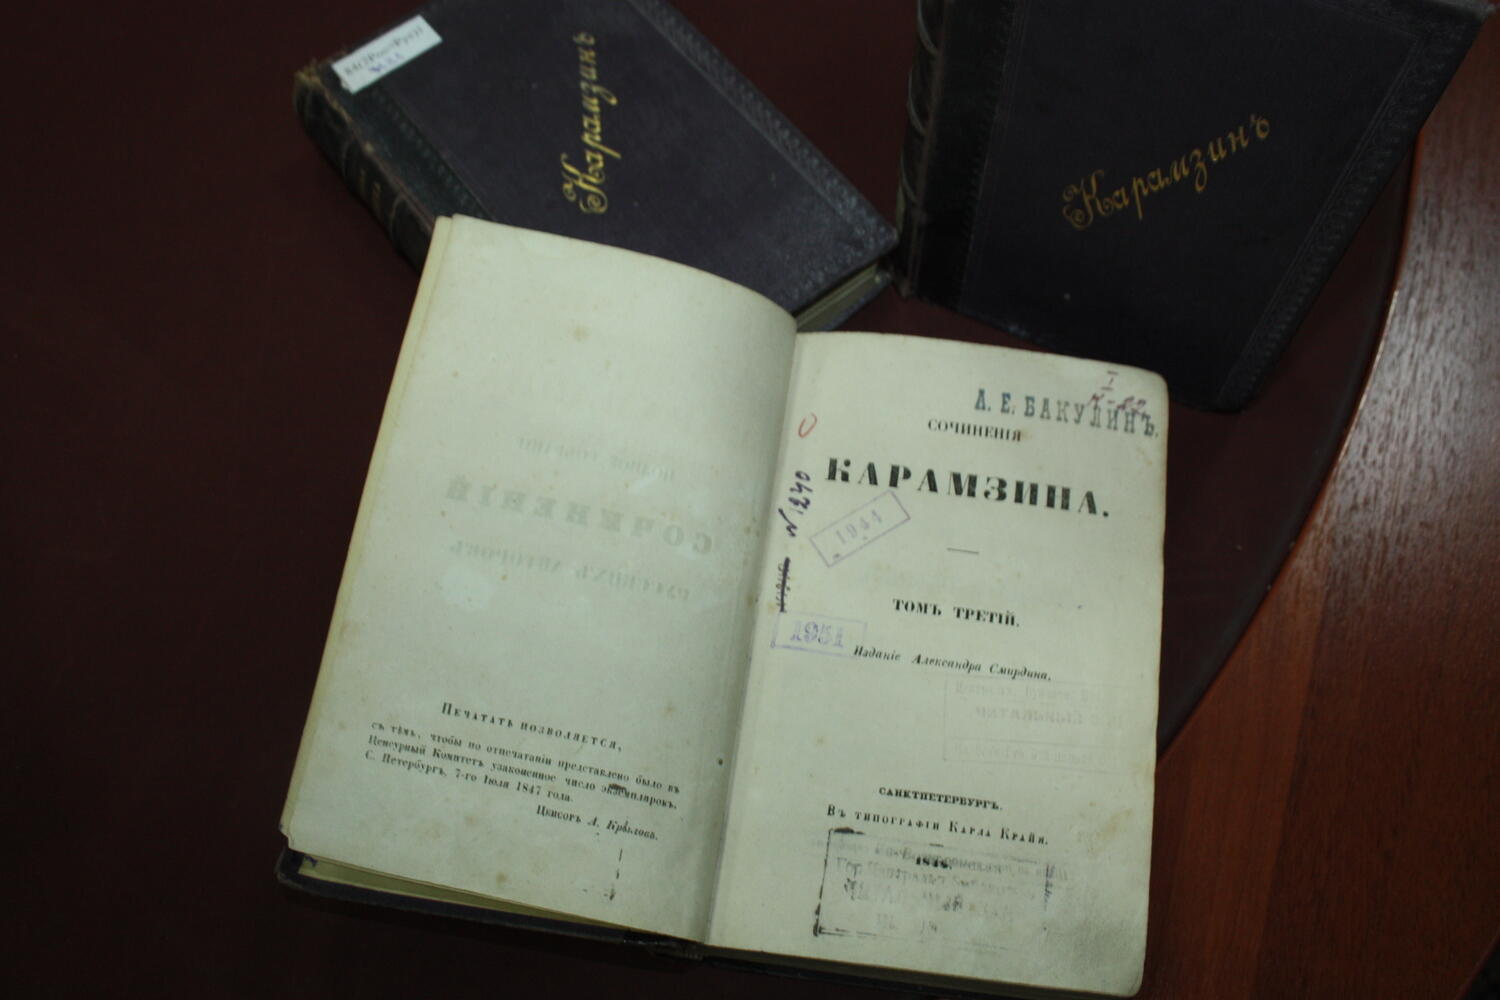 Карамзинъ
Карамзинъ
Печатать позволяется,
съ тѣмъ, чтобы по отпечатаніи представлено было въ
Ценсурный Комитетъ узаконенное число экземпляровъ.
С. Петербургъ, 7-го Іюля 1847 года.
Ценсоръ А. Крыловъ.
А. Е. БАКУЛИНЪ.
СОЧИНЕНІЯ
КАРАМЗИНА.
N 1240
1944
ТОМЪ ТРЕТІЙ.
1951
Изданіе Александра Смирдина.
САНКТПЕТЕРБУРГЪ.
Въ типографіи Карла Крайя.
1848.